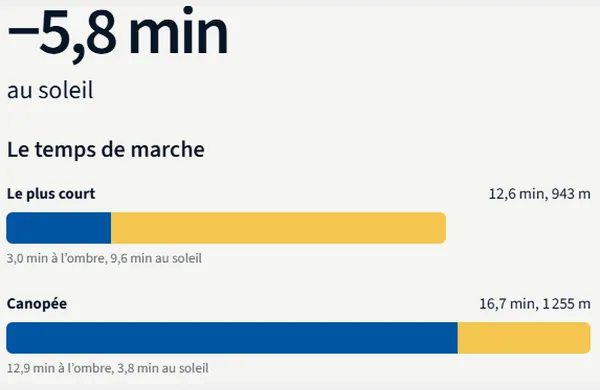 −5,8 min
au soleil
Le temps de marche
Le plus court 12,6 min, 943 m
3,0 min à l’ombre, 9,6 min au soleil
Canopée 16,7 min, 1 255 m
12,9 min à l’ombre, 3,8 min au soleil